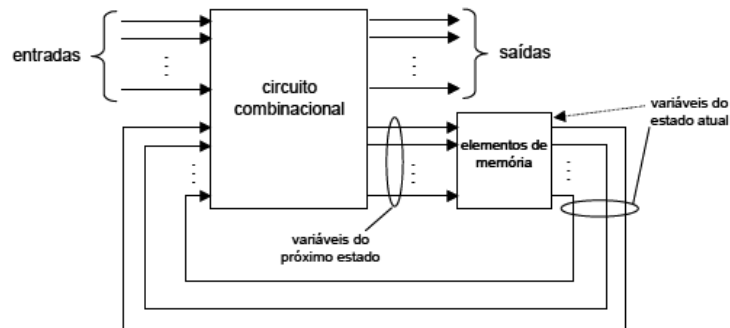 entradas
circuito
combinacional
saídas
elementos de
memória
variáveis do
estado atual
variáveis do
próximo estado